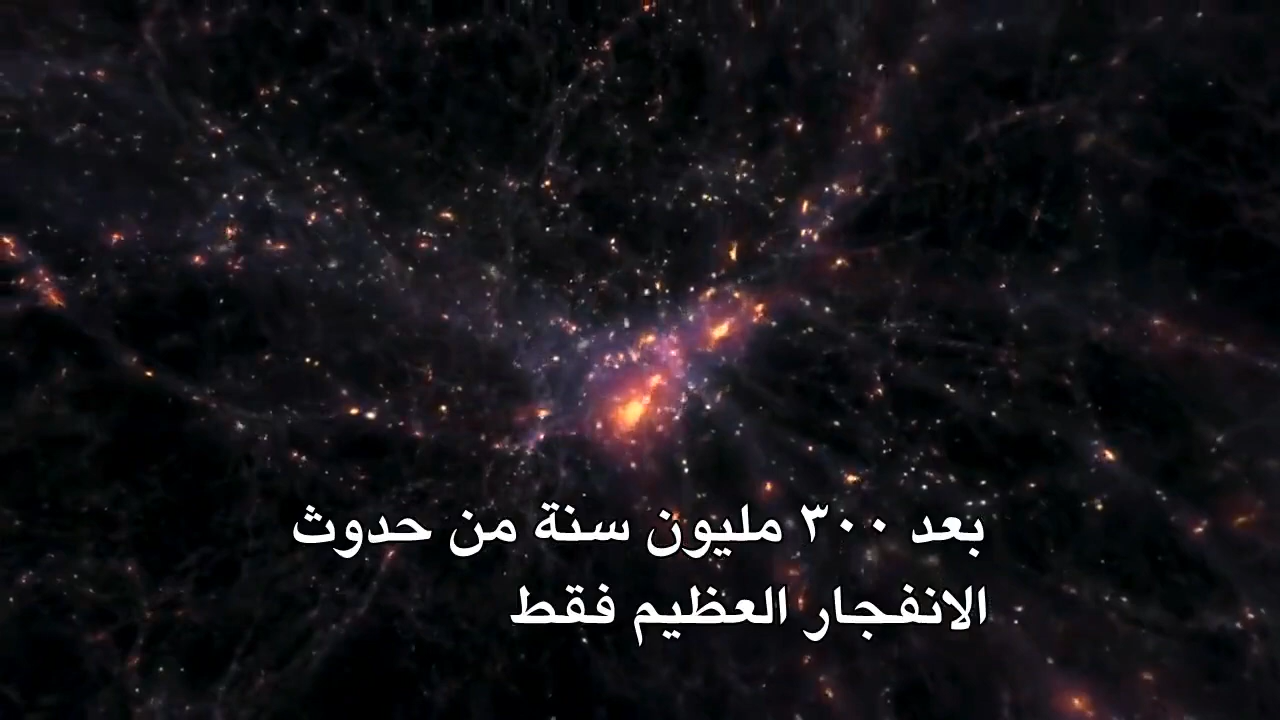 بعد ٣٠٠ مليون سنة من حدوث
الانفجار العظيم فقط